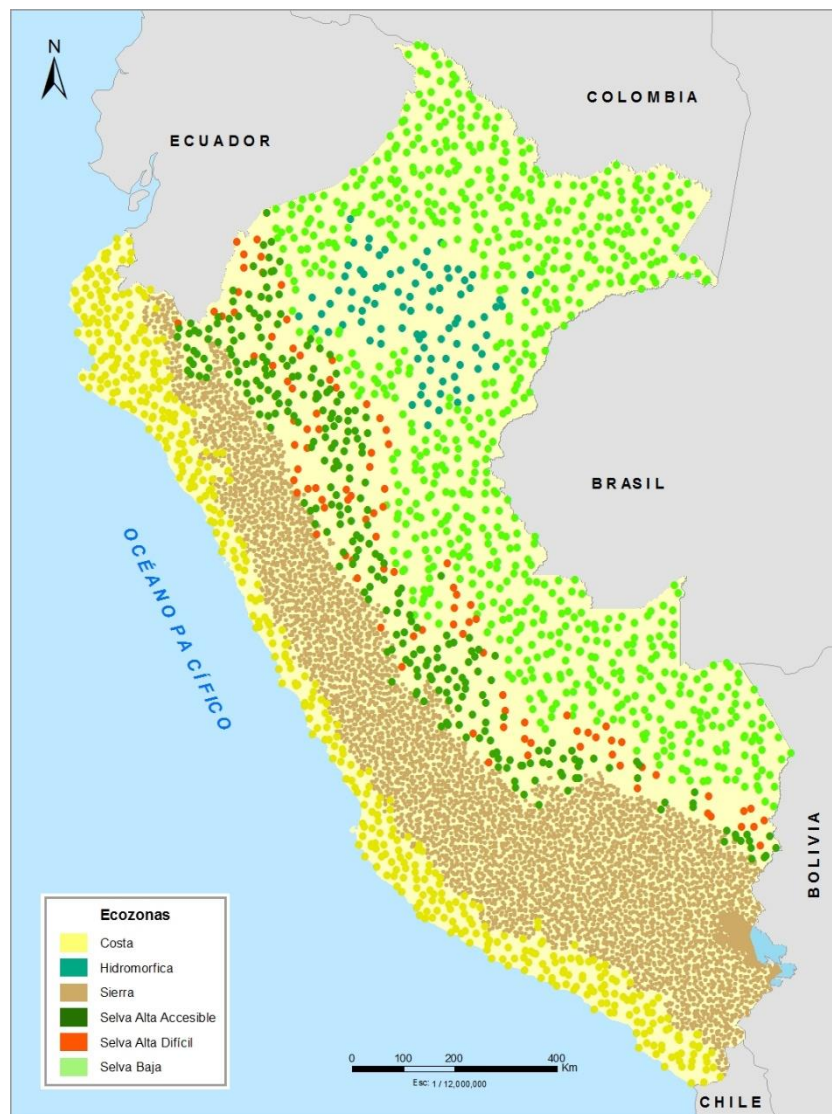 N
COLOMBIA
ECUADOR
BRASIL
OCÉANO PACÍFICO
BOLIVIA
Ecozonas
Costa
Hidromorfica
Sierra
Selva Alta Accesible
Selva Alta Difícil
Selva Baja
0 100 200 400
Km
Esc: 1 / 12,000,000
CHILE